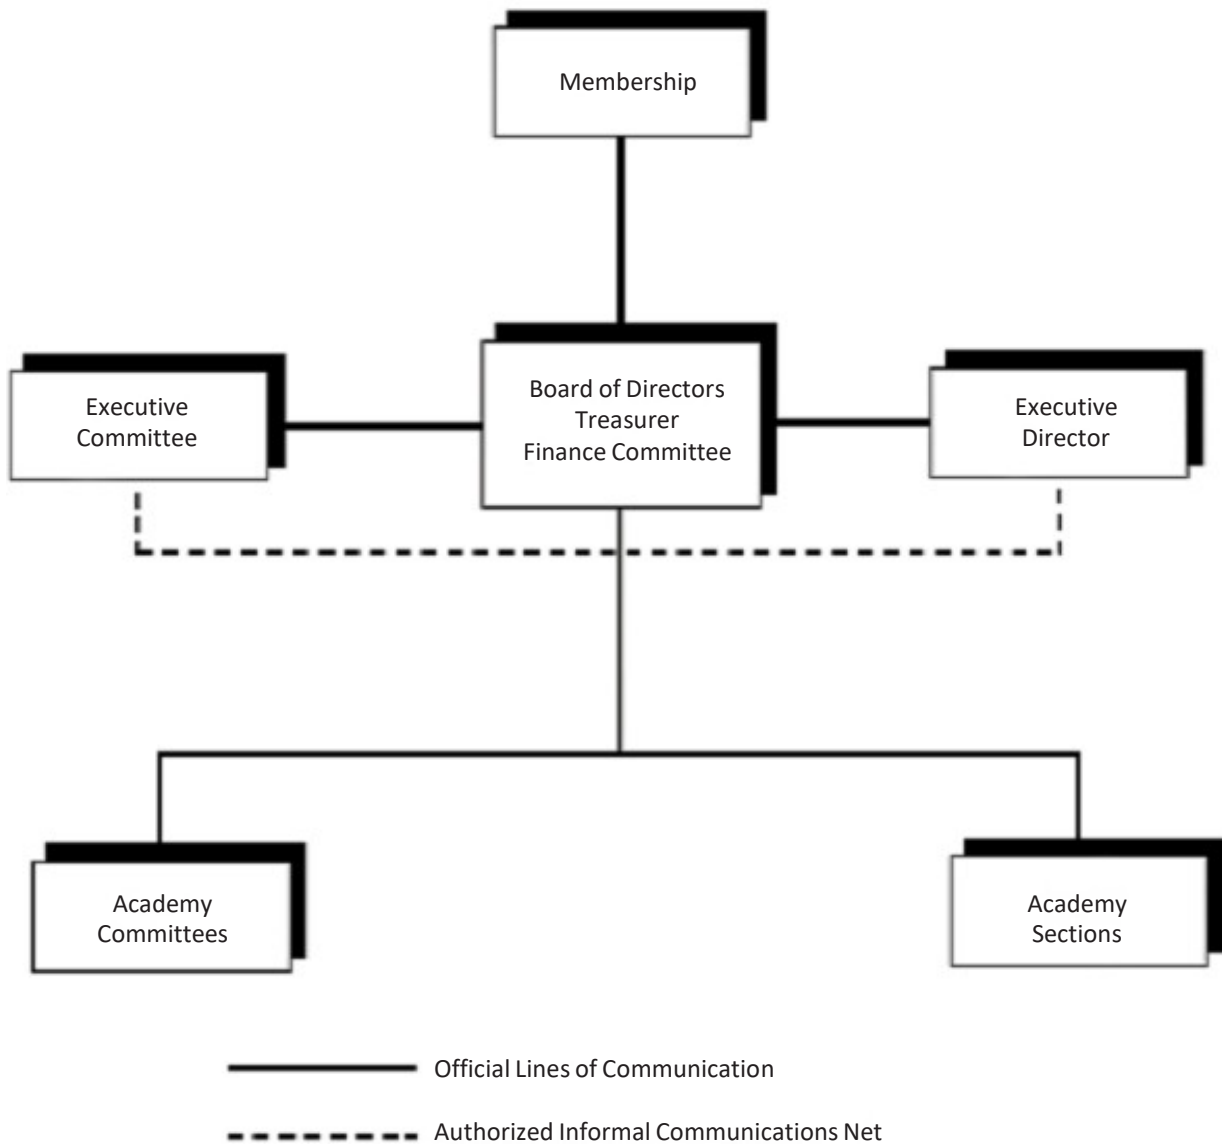 Membership
Executive
Committee
Board of Directors
Treasurer
Finance Committee
Executive
Director
Academy
Committees
Academy
Sections
Official Lines of Communication
Authorized Informal Communications Net